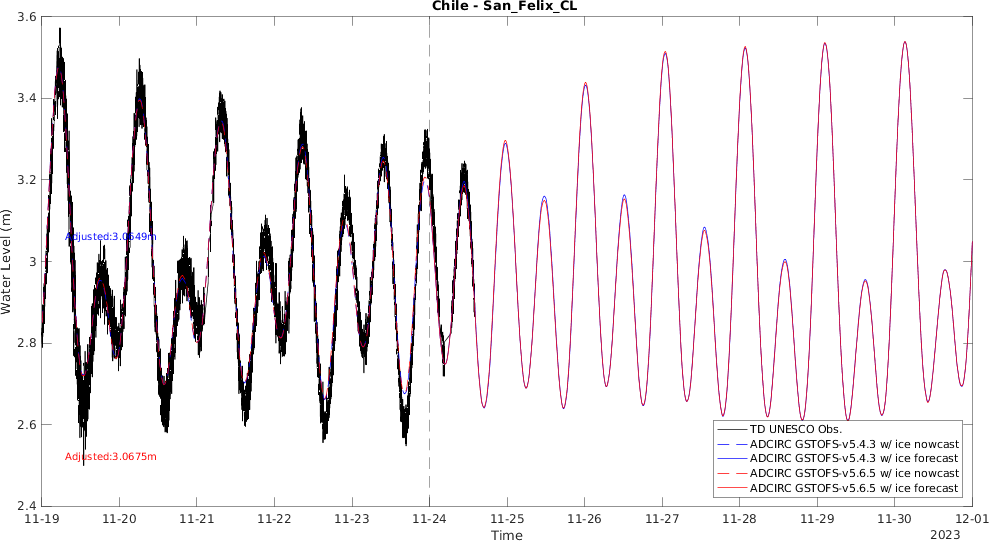 Chile - San_Felix_CL
3.6
3.4
3.2
3
2.8
2.6
2.4
Water Level (m)
Adjusted:3.0649m
Adjusted:3.0675m
TD UNESCO Obs.
ADCIRC GSTOFS-v5.4.3 w/ ice nowcast
ADCIRC GSTOFS-v5.4.3 w/ ice forecast
ADCIRC GSTOFS-v5.6.5 w/ ice nowcast
ADCIRC GSTOFS-v5.6.5 w/ ice forecast
11-19 11-20 11-21 11-22 11-23 11-24 11-25 11-26 11-27 11-28 11-29 11-30 12-01
Time
2023